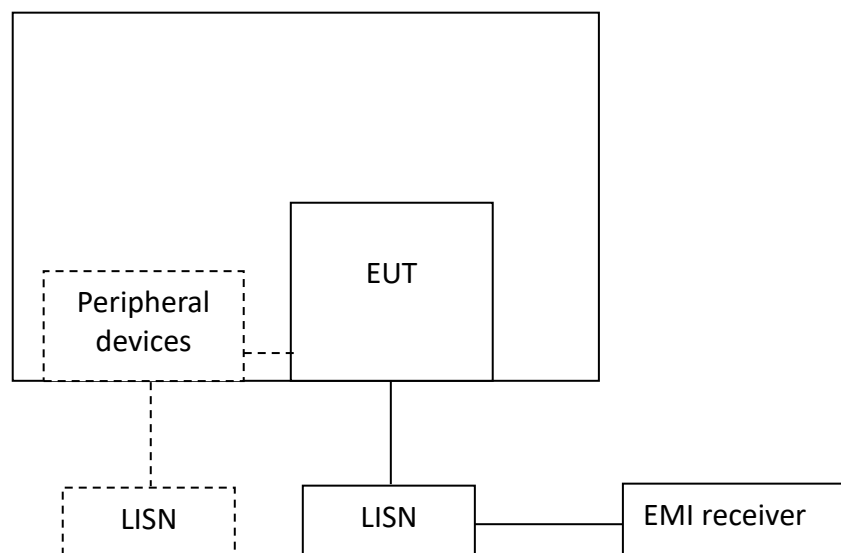 EUT
Peripheral
devices
LISN
LISN
EMI receiver